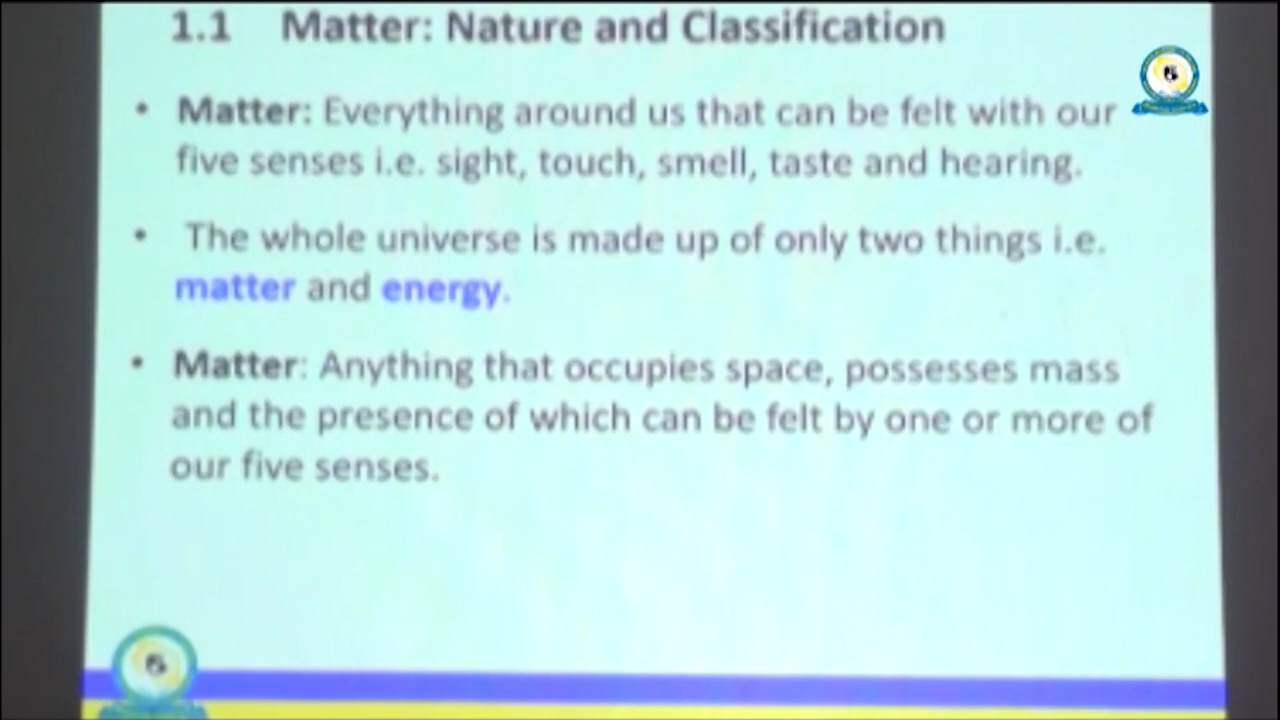 1.1 Matter: Nature and Classification
• Matter: Everything around us that can be felt with our
five senses i.e. sight, touch, smell, taste and hearing.
• The whole universe is made up of only two things i.e.
matter and energy.
• Matter: Anything that occupies space, possesses mass
and the presence of which can be felt by one or more of
our five senses.